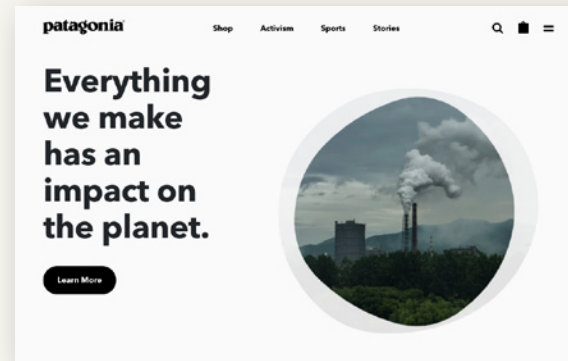 patagonia
Shop Activism Sports Stories
Everything
we make
has an
impact on
the planet.
Learn More